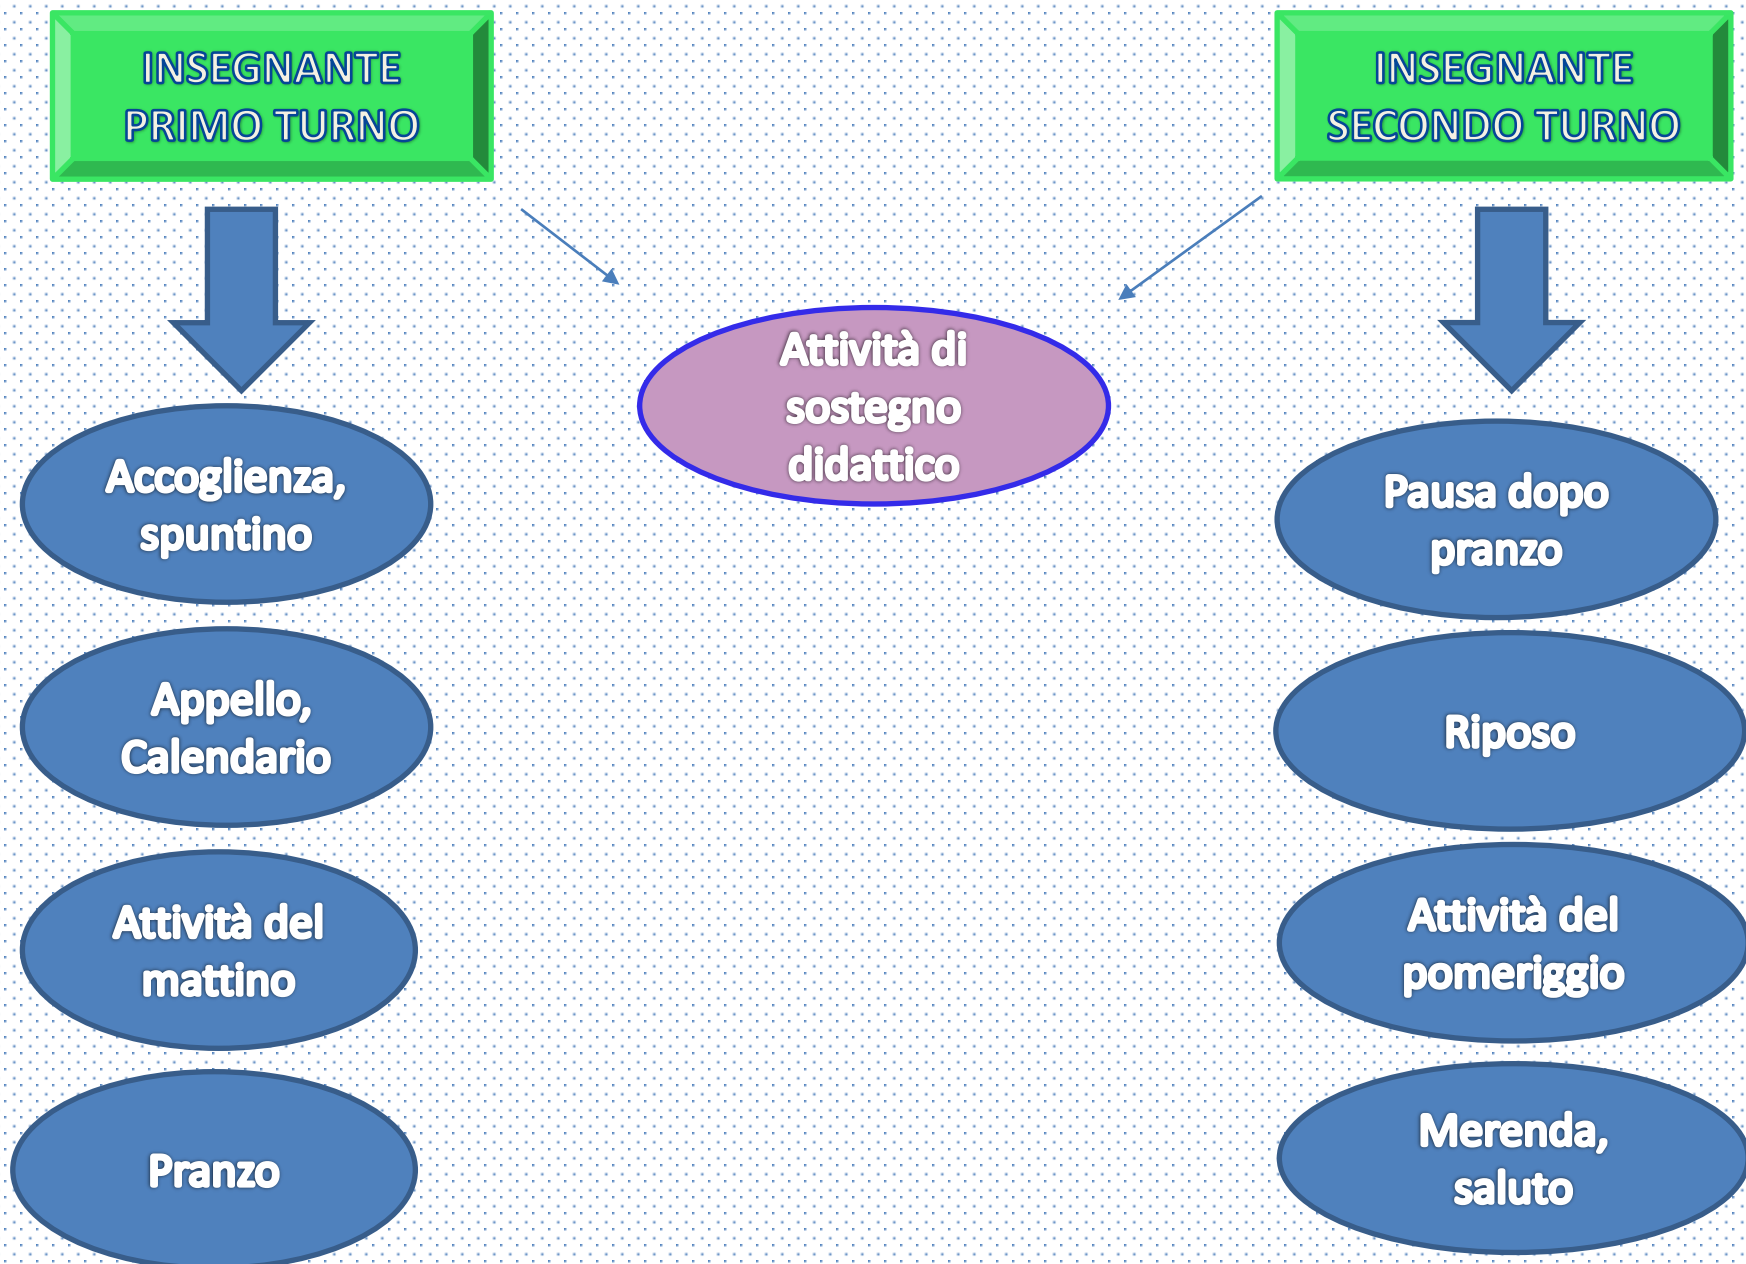 INSEGNANTE
PRIMO TURNO
INSEGNANTE
SECONDO TURNO
Attività di
sostegno
didattico
Accoglienza,
spuntino
Appello,
Calendario
Attività del
mattino
Pranzo
Pausa dopo
pranzo
Riposo
Attività del
pomeriggio
Merenda,
saluto